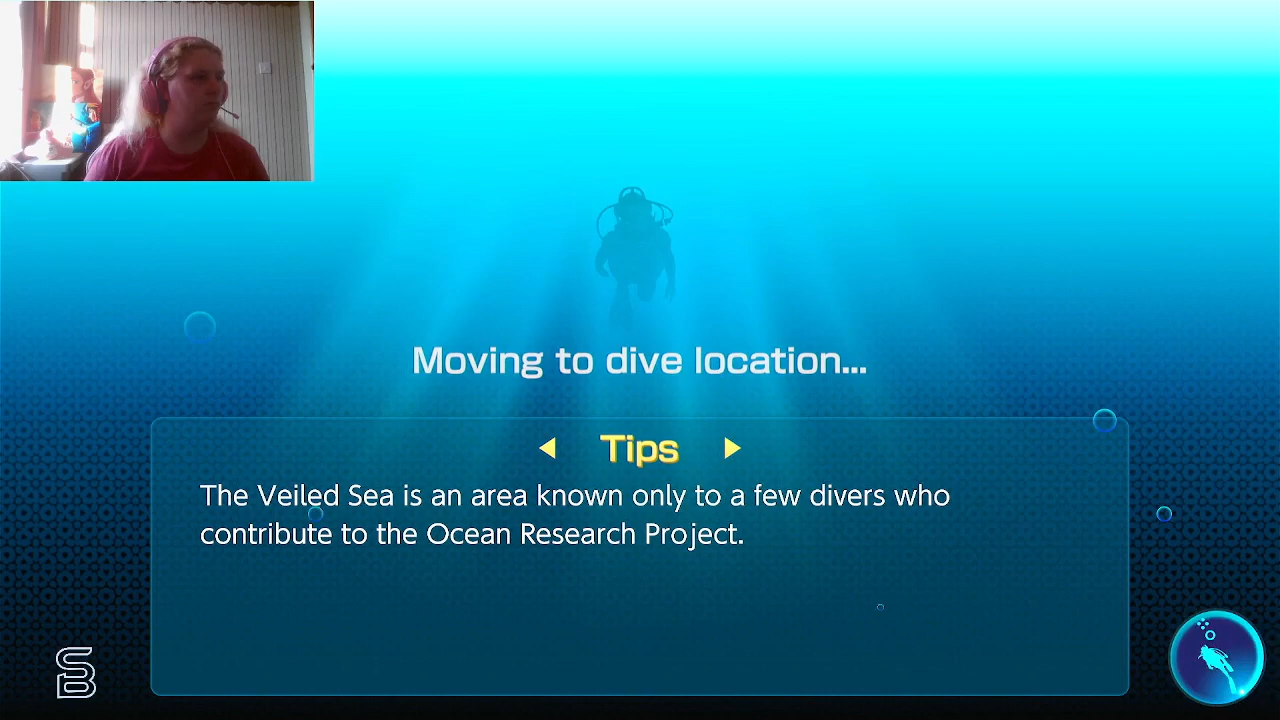 Moving to dive location...
Tips
The Veiled Sea is an area known only to a few divers who
contribute to the Ocean Research Project.
SB